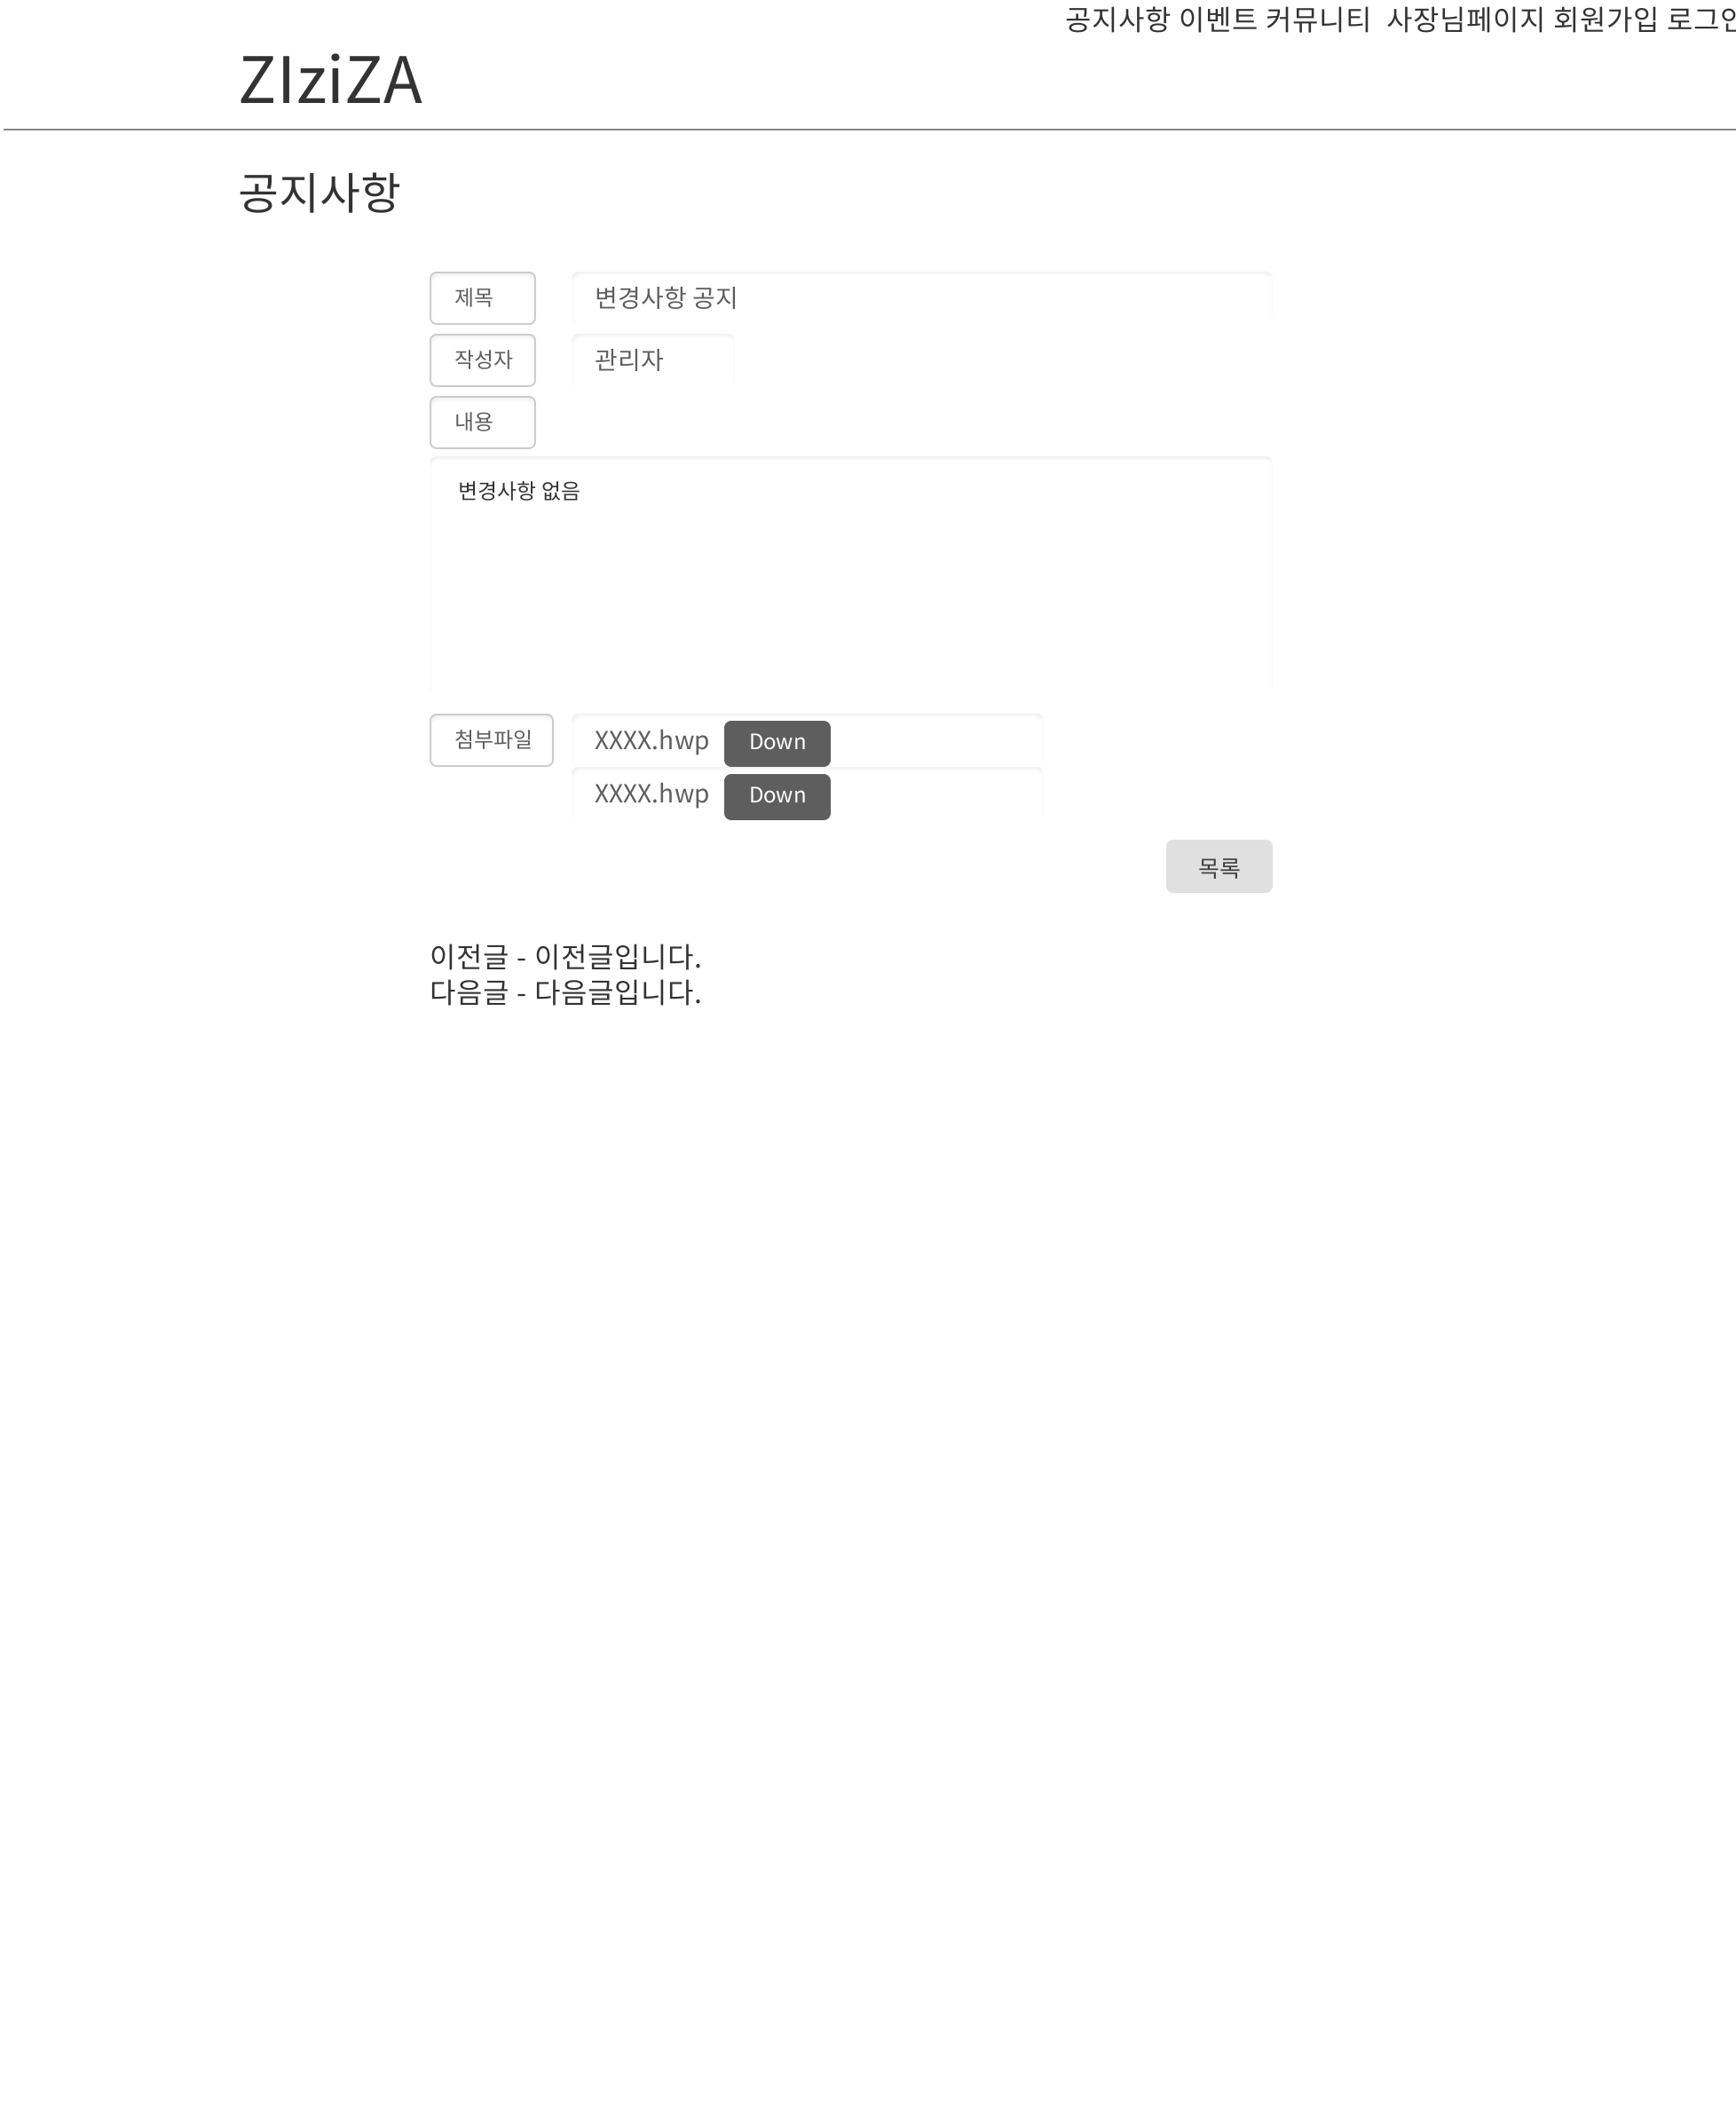 공지사항 이벤트 커뮤니티 사장님페이지 회원가입 로그인
ZIziZA
공지사항
제목 변경사항 공지
작성자 관리자
내용
변경사항 없음
첨부파일 XXXX.hwp Down
XXXX.hwp Down
목록
이전글 - 이전글입니다.
다음글 - 다음글입니다.